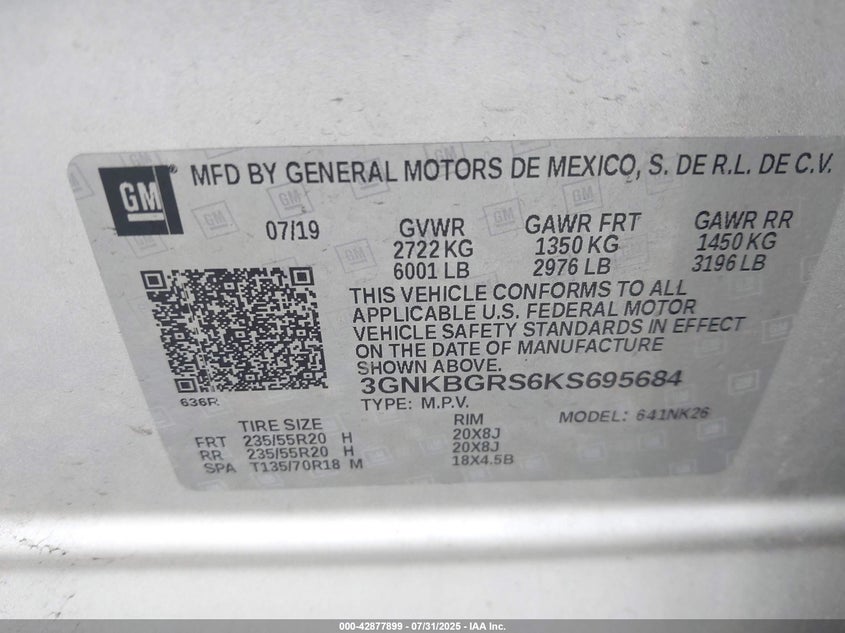 GM
MFD BY GENERAL MOTORS DE MEXICO, S. DE R.L. DE C.V.
07/19 GVWR GAWR FRT GAWR RR
2722 KG 1350 KG 1450 KG
6001 LB 2976 LB 3196 LB
THIS VEHICLE CONFORMS TO ALL
APPLICABLE U.S. FEDERAL MOTOR
VEHICLE SAFETY STANDARDS IN EFFECT
ON THE DATE OF MANUFACTURE
SHOWN ABOVE.
3GNKBGRS6KS695684
636R
TYPE: M.P.V. MODEL: 641NK26
TIRE SIZE RIM
FRT 235/55R20 H 20X8J
RR 235/55R20 H 20X8J
SPA T135/70R18 M 18X4.5B
000-42877899 | 07/31/2025 - IAA Inc.